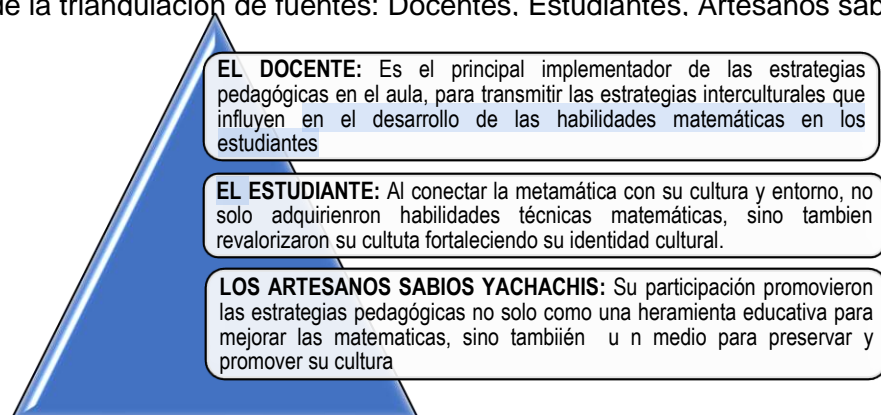 de la triangulación de fuentes: Docentes, Estudiantes, Artesanos sab
EL DOCENTE: Es el principal implementador de las estrategias
pedagógicas en el aula, para transmitir las estrategias interculturales que
influyen en el desarrollo de las habilidades matemáticas en los
estudiantes
EL ESTUDIANTE: Al conectar la metamática con su cultura y entorno, no
solo adquirienron habilidades técnicas matemáticas, sino tambien
revalorizaron su cultuta fortaleciendo su identidad cultural.
LOS ARTESANOS SABIOS YACHACHIS: Su participación promovieron
las estrategias pedagógicas no solo como una heramienta educativa para
mejorar las matematicas, sino tambiién u n medio para preservar y
promover su cultura